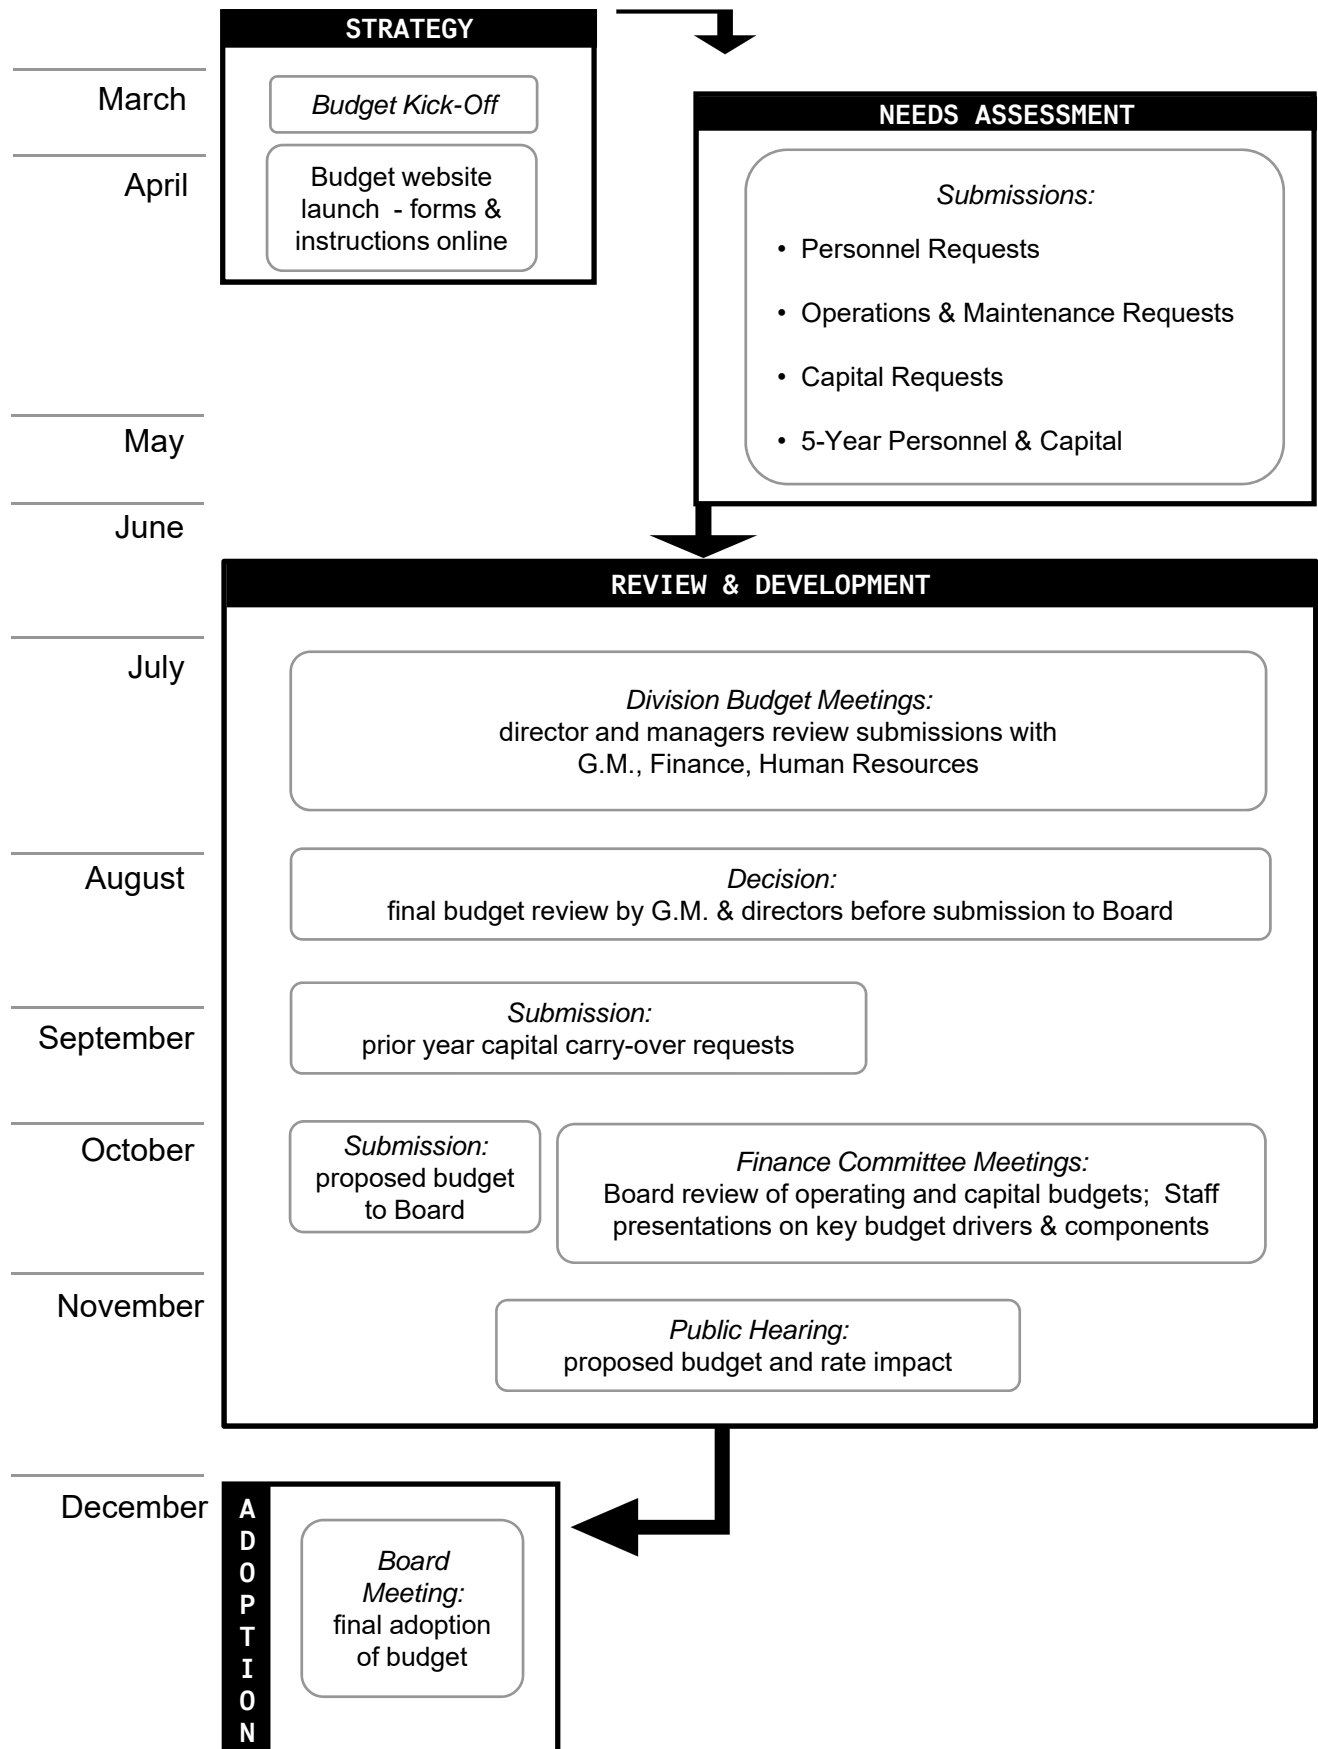 STRATEGY
March
Budget Kick-Off
NEEDS ASSESSMENT
April
Budget website
launch - forms &
instructions online
Submissions:
• Personnel Requests
• Operations & Maintenance Requests
• Capital Requests
May
• 5-Year Personnel & Capital
June
REVIEW & DEVELOPMENT
July
Division Budget Meetings:
director and managers review submissions with
G.M., Finance, Human Resources
August
Decision:
final budget review by G.M. & directors before submission to Board
September
Submission:
prior year capital carry-over requests
October
Submission:
proposed budget
to Board
Finance Committee Meetings:
Board review of operating and capital budgets; Staff
presentations on key budget drivers & components
November
Public Hearing:
proposed budget and rate impact
December
ADOPTION
Board
Meeting:
final adoption
of budget